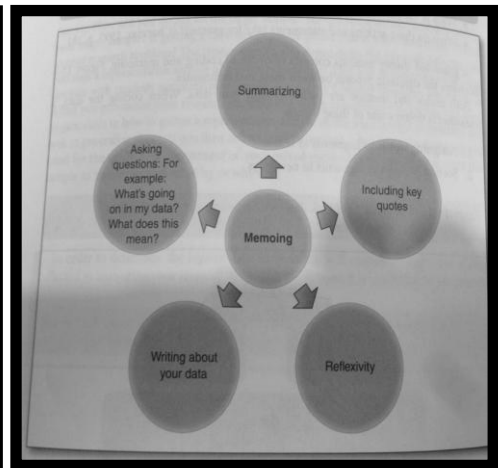 Summarizing
Asking
questions: For
example:
What's going
on in my data?
What does this
mean?
Including key
quotes
Memoing
Writing about
your data
Reflexivity